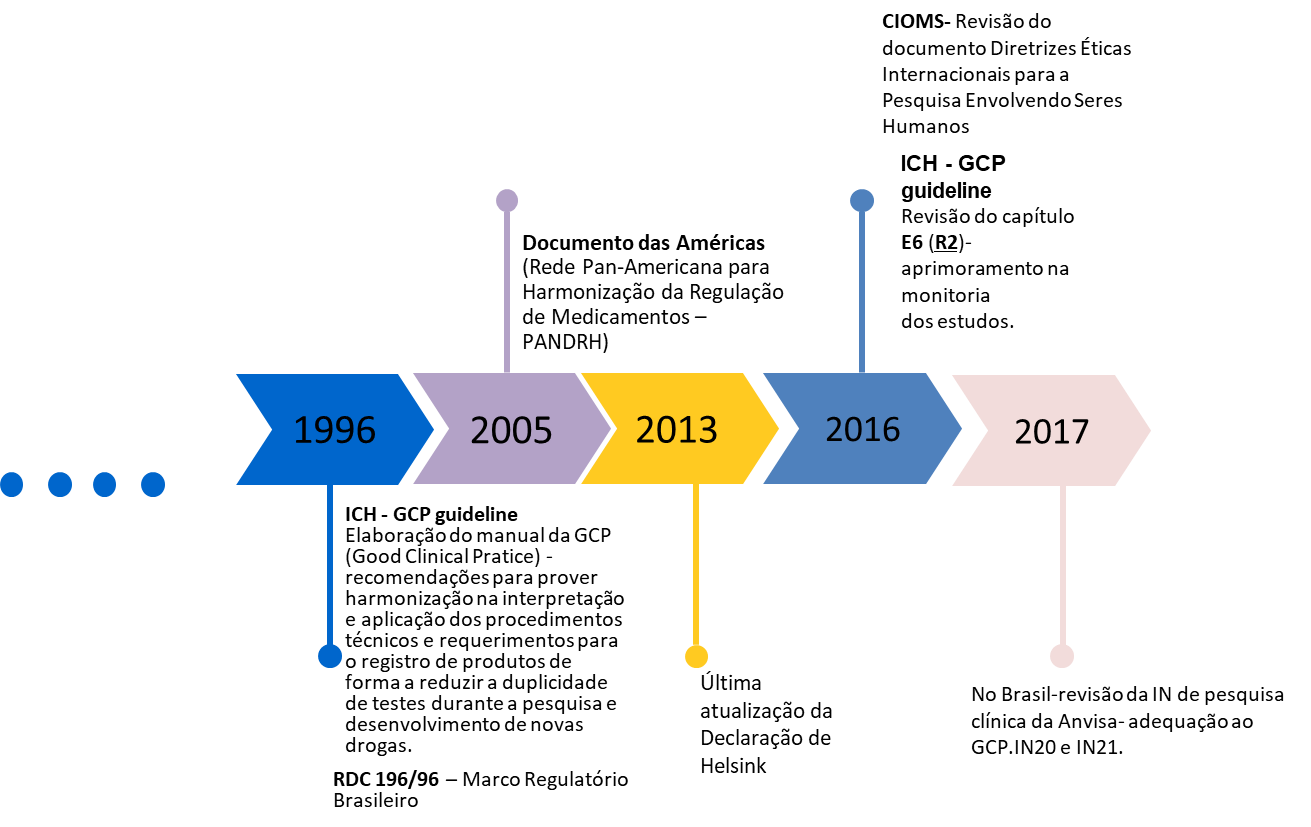 CIOMS- Revisão do
documento Diretrizes Éticas
Internacionais para a
Pesquisa Envolvendo Seres
Humanos
ICH - GCP
guideline
Revisão do capítulo
E6 (R2)-
aprimoramento na
monitoria
dos estudos.
Documento das Américas
(Rede Pan-Americana para
Harmonização da Regulação
de Medicamentos –
PANDRH)
1996
2005
2013
2016
2017
ICH - GCP guideline
Elaboração do manual da GCP
(Good Clinical Pratice) -
recomendações para prover
harmonização na interpretação
e aplicação dos procedimentos
técnicos e requerimentos para
o registro de produtos de
forma a reduzir a duplicidade
de testes durante a pesquisa e
desenvolvimento de novas
drogas.
RDC 196/96 – Marco Regulatório
Brasileiro
Última
atualização da
Declaração de
Helsink
No Brasil-revisão da IN de pesquisa
clínica da Anvisa- adequação ao
GCP.IN20 e IN21.